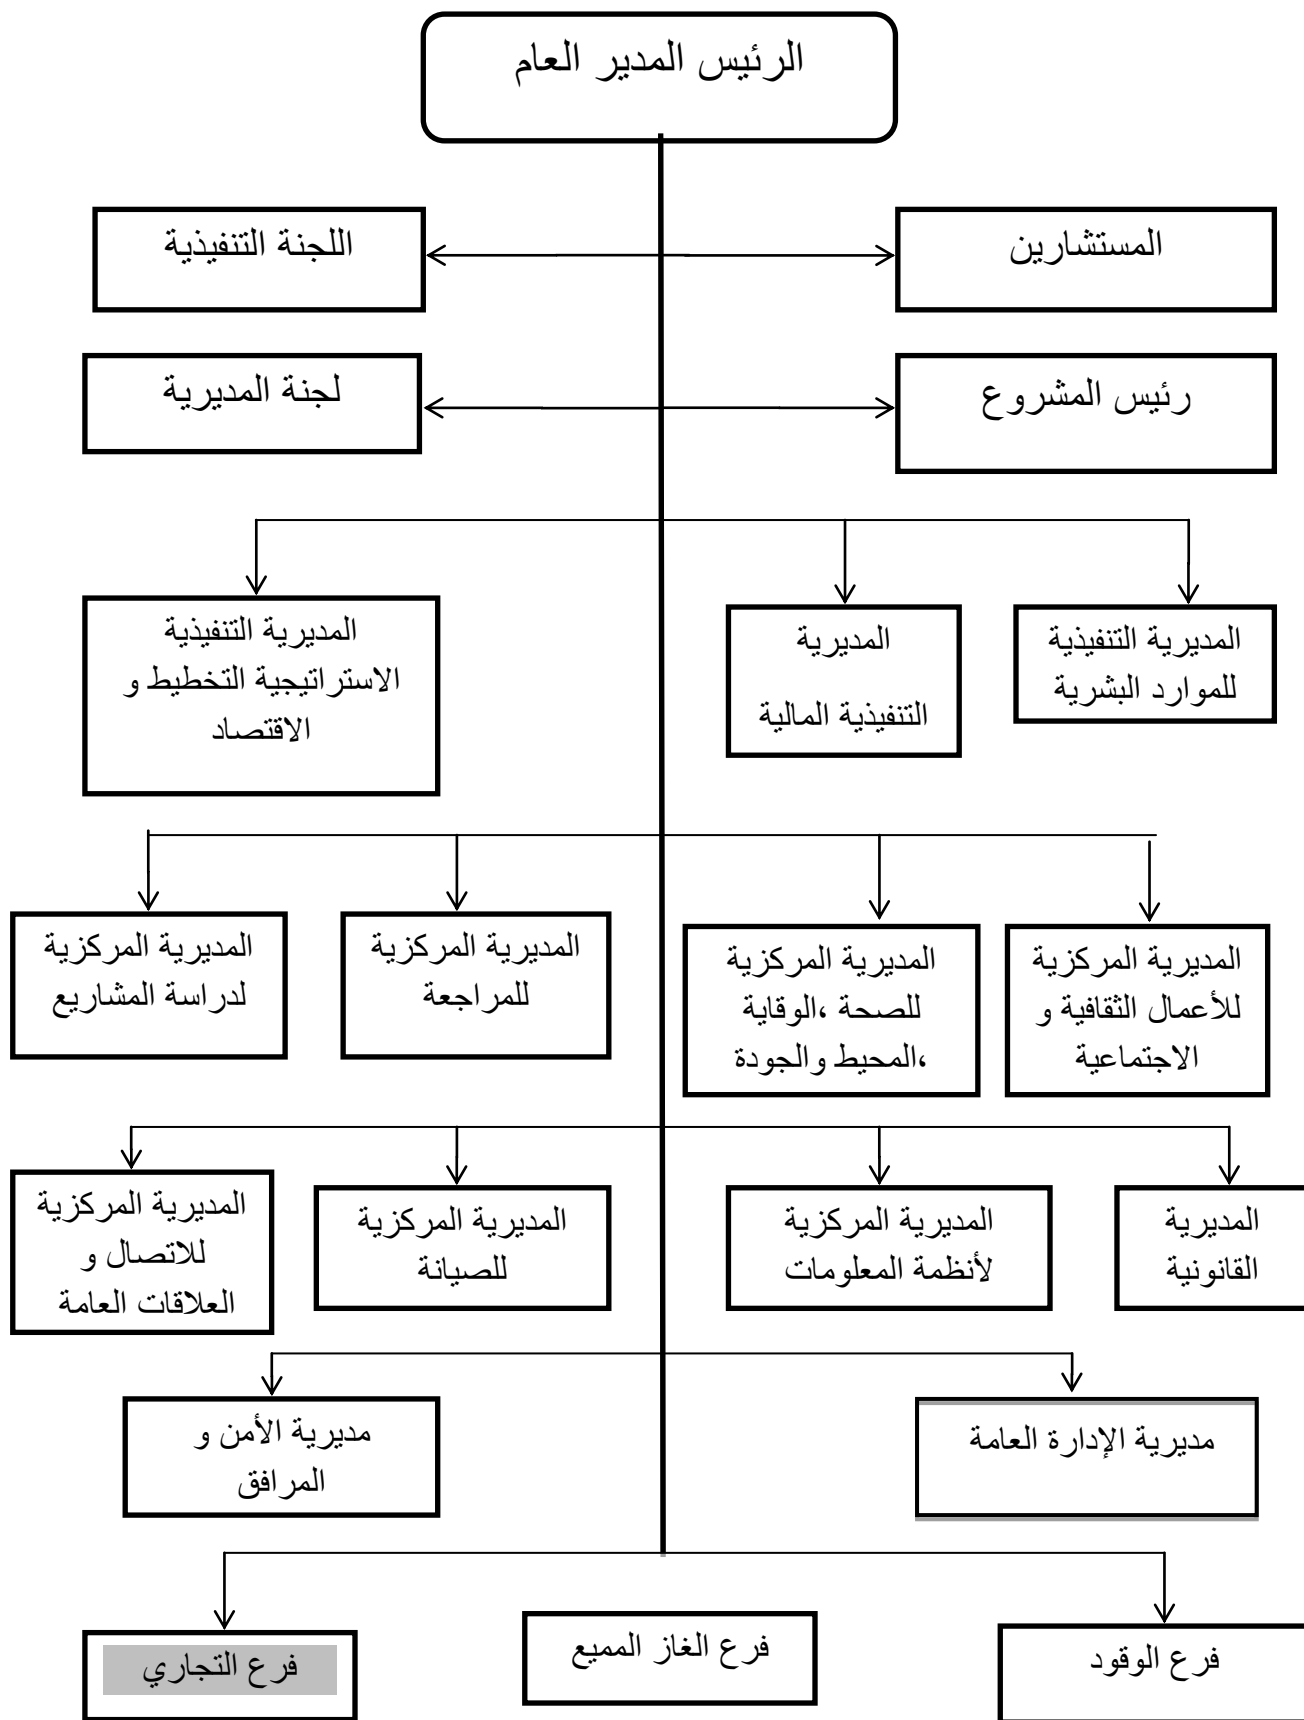 الرئيس المدير العام
المستشارين
اللجنة التنفيذية
رئيس المشروع
لجنة المديرية
المديرية التنفيذية
للموارد البشرية
المديرية
التنفيذية المالية
المديرية التنفيذية
الاستراتيجية التخطيط و
الاقتصاد
المديرية المركزية
للأعمال الثقافية و
الاجتماعية
المديرية المركزية
للصحة ،الوقاية
،المحيط والجودة
المديرية المركزية
للمراجعة
المديرية المركزية
لدراسة المشاريع
المديرية
القانونية
المديرية المركزية
لأنظمة المعلومات
المديرية المركزية
للصيانة
المديرية المركزية
للاتصال و
العلاقات العامة
مديرية الإدارة العامة
مديرية الأمن و
المرافق
فرع الوقود
فرع الغاز المميع
فرع التجاري